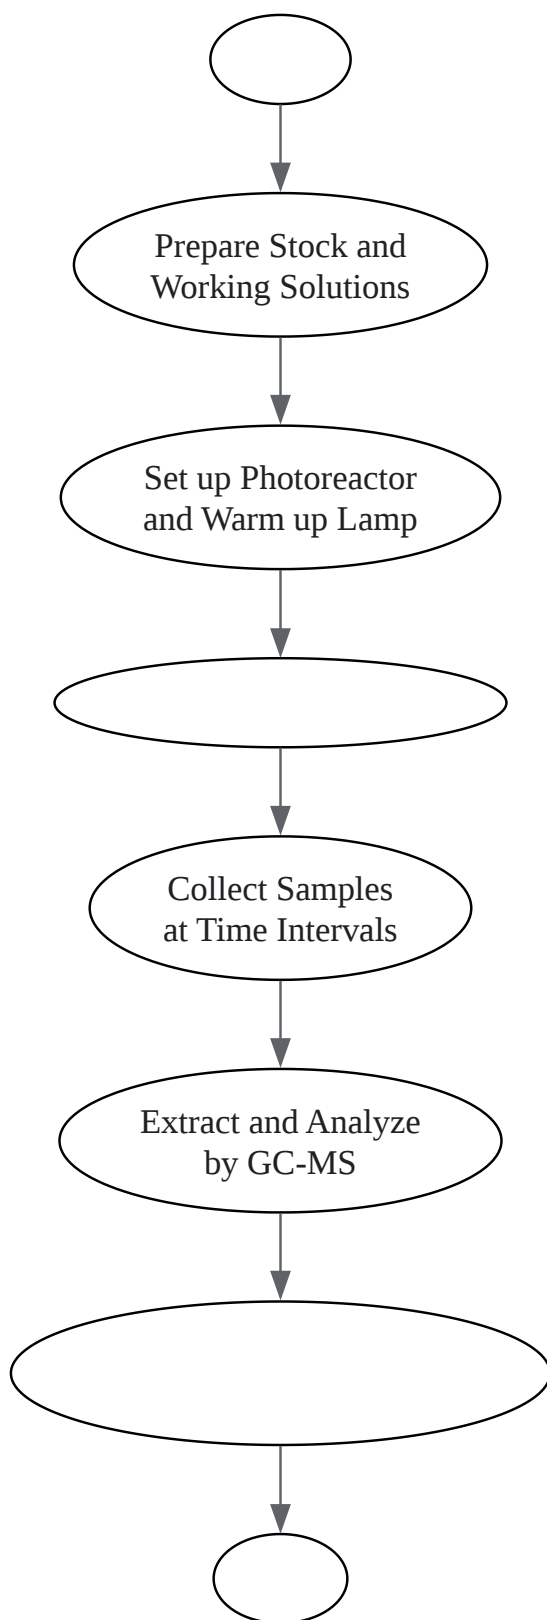 Prepare Stock and
Working Solutions
Set up Photoreactor
and Warm up Lamp
Collect Samples
at Time Intervals
Extract and Analyze
by GC-MS